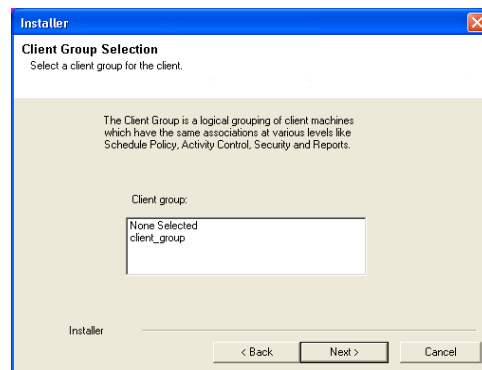 Installer
Client Group Selection
Select a client group for the client.
The Client Group is a logical grouping of client machines
which have the same associations at various levels like
Schedule Policy, Activity Control, Security and Reports.
Client group:
None Selected
client_group
Installer
< Back Next > Cancel